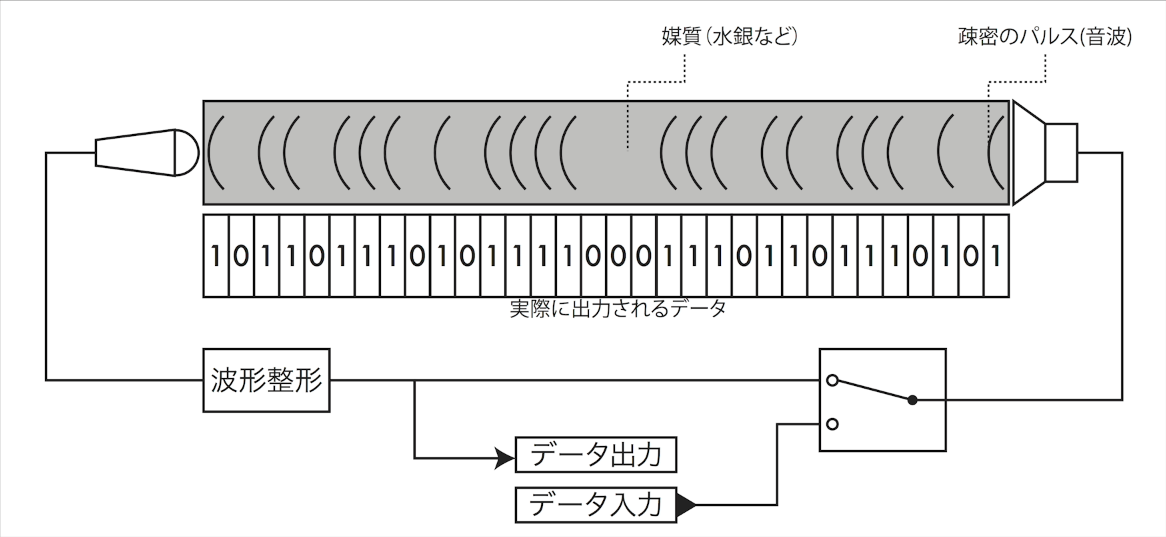 媒質（水銀など）
疎密のパルス(音波)
1 0 1 1 0 1 1 1 0 1 0 1 1 1 1 0 0 0 1 1 1 0 1 1 0 1 1 1 0 1 0 1
実際に出力されるデータ
波形整形
データ出力
データ入力